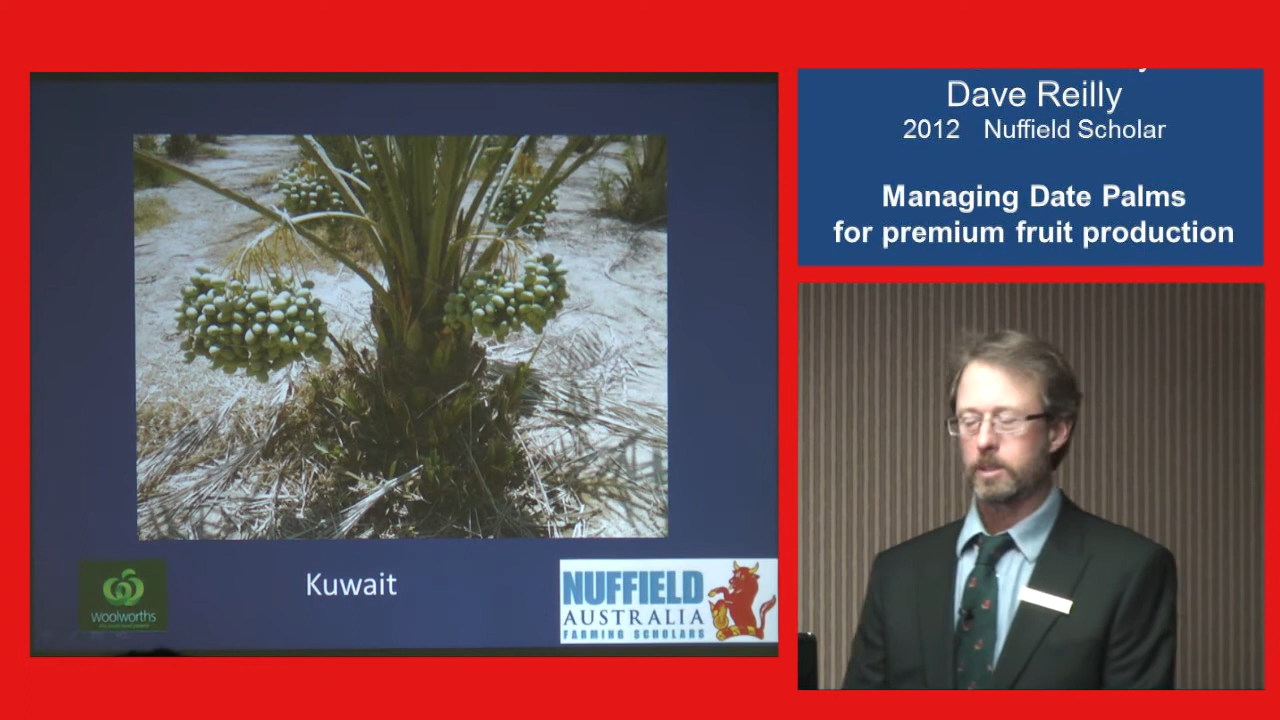 Dave Reilly
2012 Nuffield Scholar
Managing Date Palms
for premium fruit production
Kuwait
woolworths
NUFFIELD
AUSTRALIA
FARMING SCHOLARS